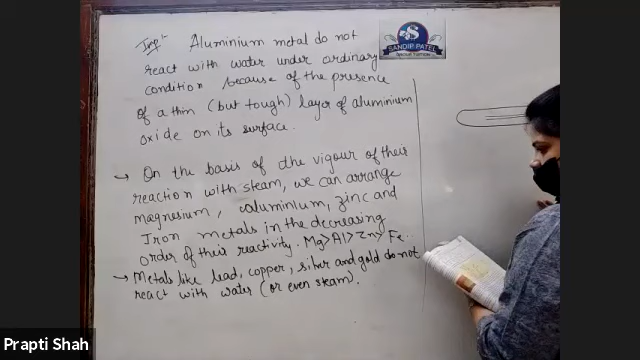 Imp:-
Aluminium metal do not
react with water under ordinary
condition because of the presence
of a thin (but tough) layer of aluminium
oxide on its surface.
→ On the basis of the vigour of their
reaction with steam, we can arrange
magnesium, aluminium, zinc and
Iron metals in the decreasing
order of their reactivity. Mg>Al>Zn>Fe.
→ Metals like lead, copper, silver and gold do not
react with water (or even steam).
S
SANDIP PATEL
GROUP TUITION
Prapti Shah